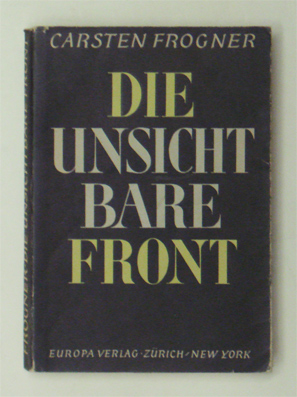 CARSTEN FROGNER
DIE
UNSICHT
BARE
FRONT
EUROPA VERLAG · ZÜRICH - NEW YORK